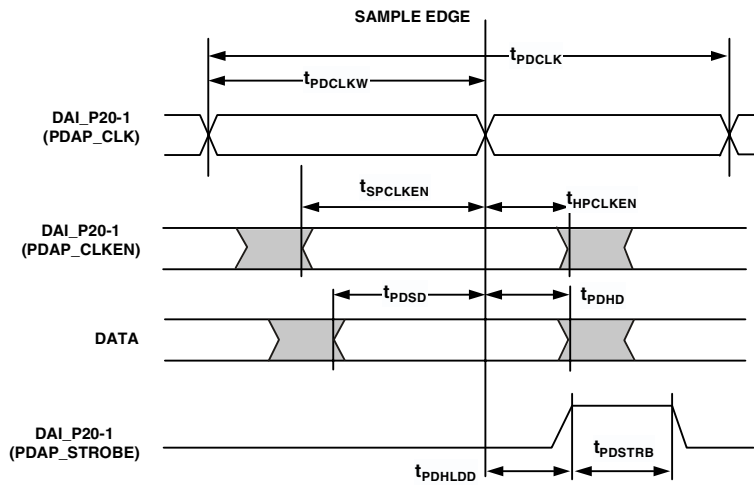 SAMPLE EDGE
tPDCLK
tPDCLKW
DAI_P20-1
(PDAP_CLK)
tSPCLKEN
tHPCLKEN
DAI_P20-1
(PDAP_CLKEN)
tPDSD
tPDHD
DATA
DAI_P20-1
(PDAP_STROBE)
tPDSTRB
tPDHLDD